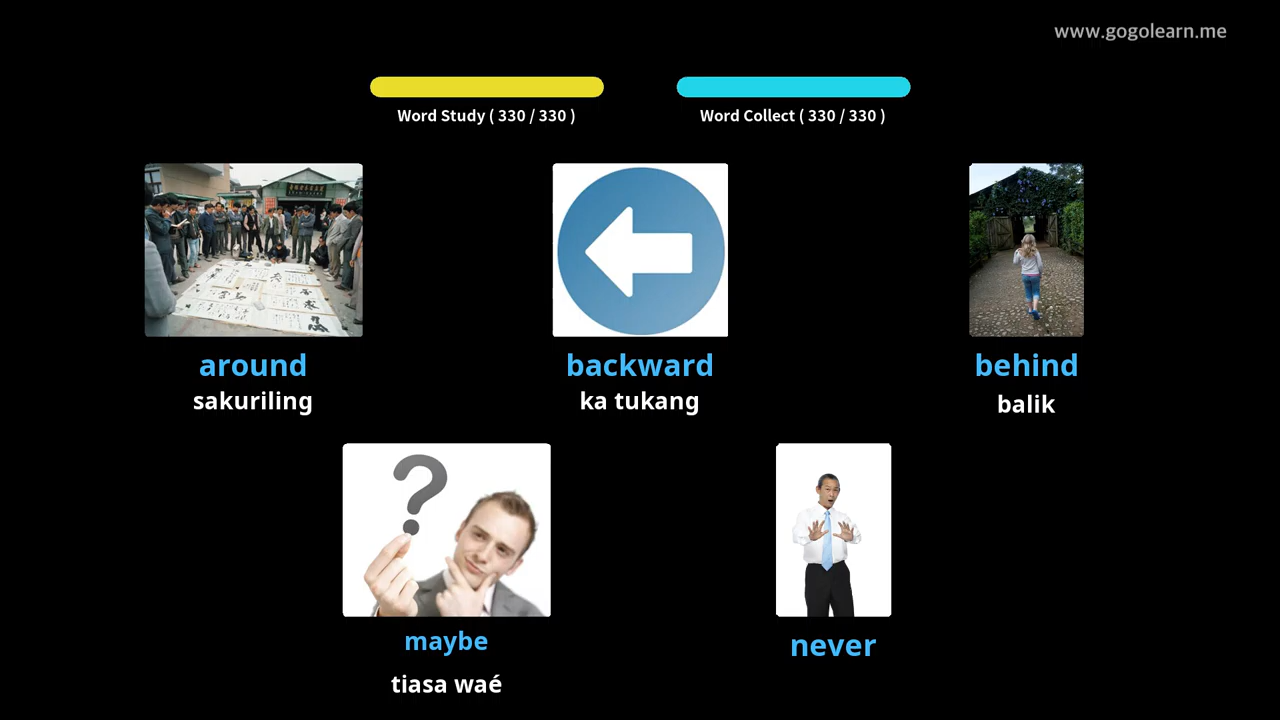 www.gogolearn.me
Word Study ( 330 / 330 )
Word Collect ( 330 / 330 )
around
sakuriling
backward
ka tukang
behind
balik
maybe
tiasa waé
never